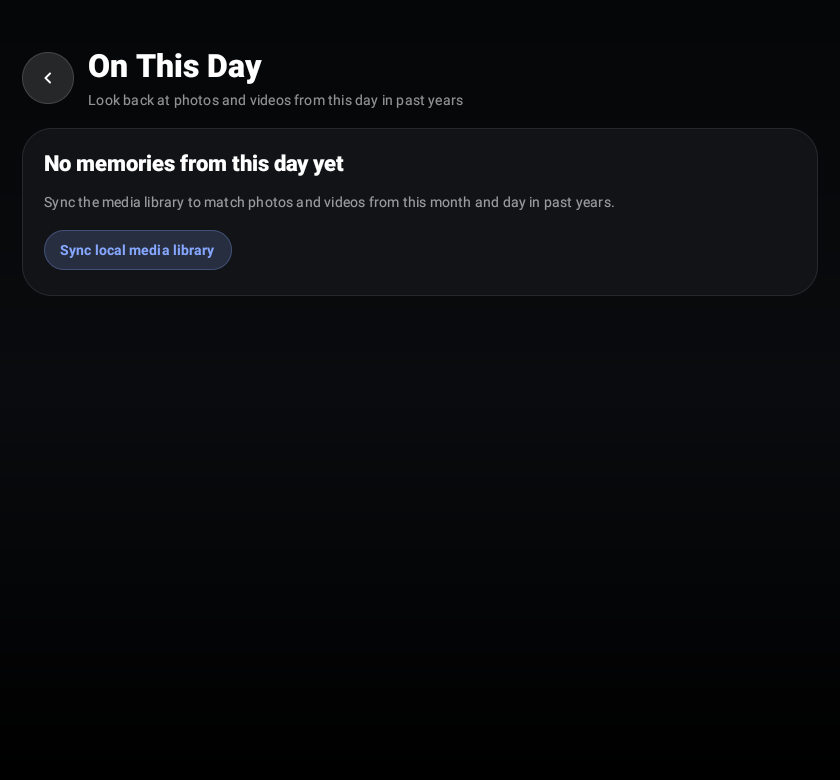 On This Day
Look back at photos and videos from this day in past years
No memories from this day yet
Sync the media library to match photos and videos from this month and day in past years.
Sync local media library